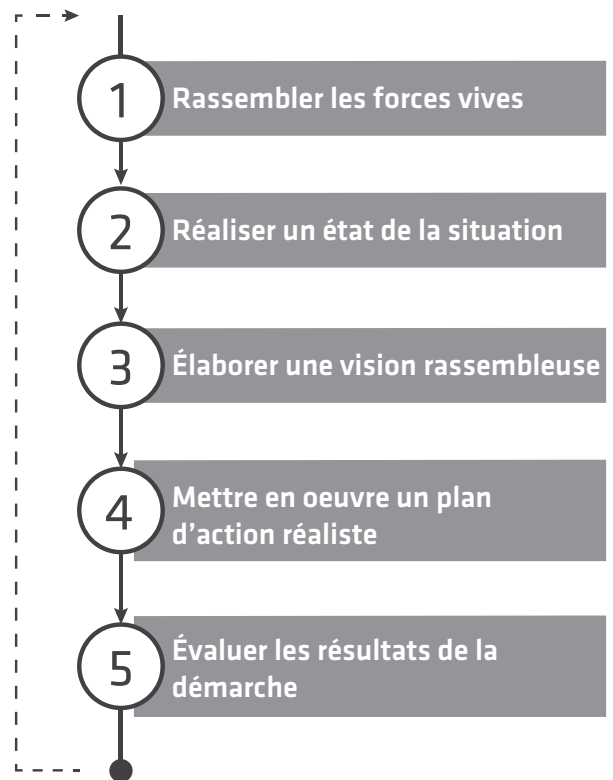 1
Rassembler les forces vives
2
Réaliser un état de la situation
3
Élaborer une vision rassembleuse
4
Mettre en oeuvre un plan
d’action réaliste
5
Évaluer les résultats de la
démarche